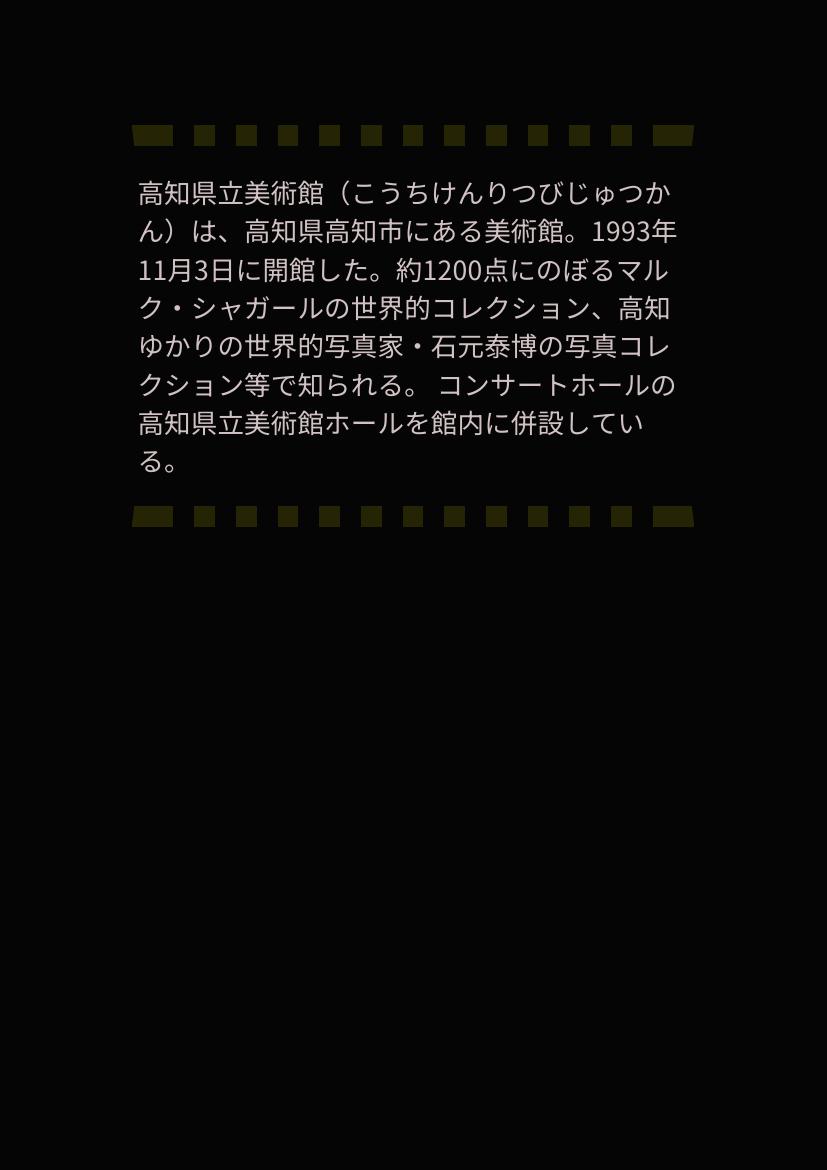 高知県立美術館（こうちけんりつびじゅつか
ん）は、高知県高知市にある美術館。1993年
11月3日に開館した。約1200点にのぼるマル
ク・シャガールの世界的コレクション、高知
ゆかりの世界的写真家・石元泰博の写真コレ
クション等で知られる。 コンサートホールの
高知県立美術館ホールを館内に併設してい
る。